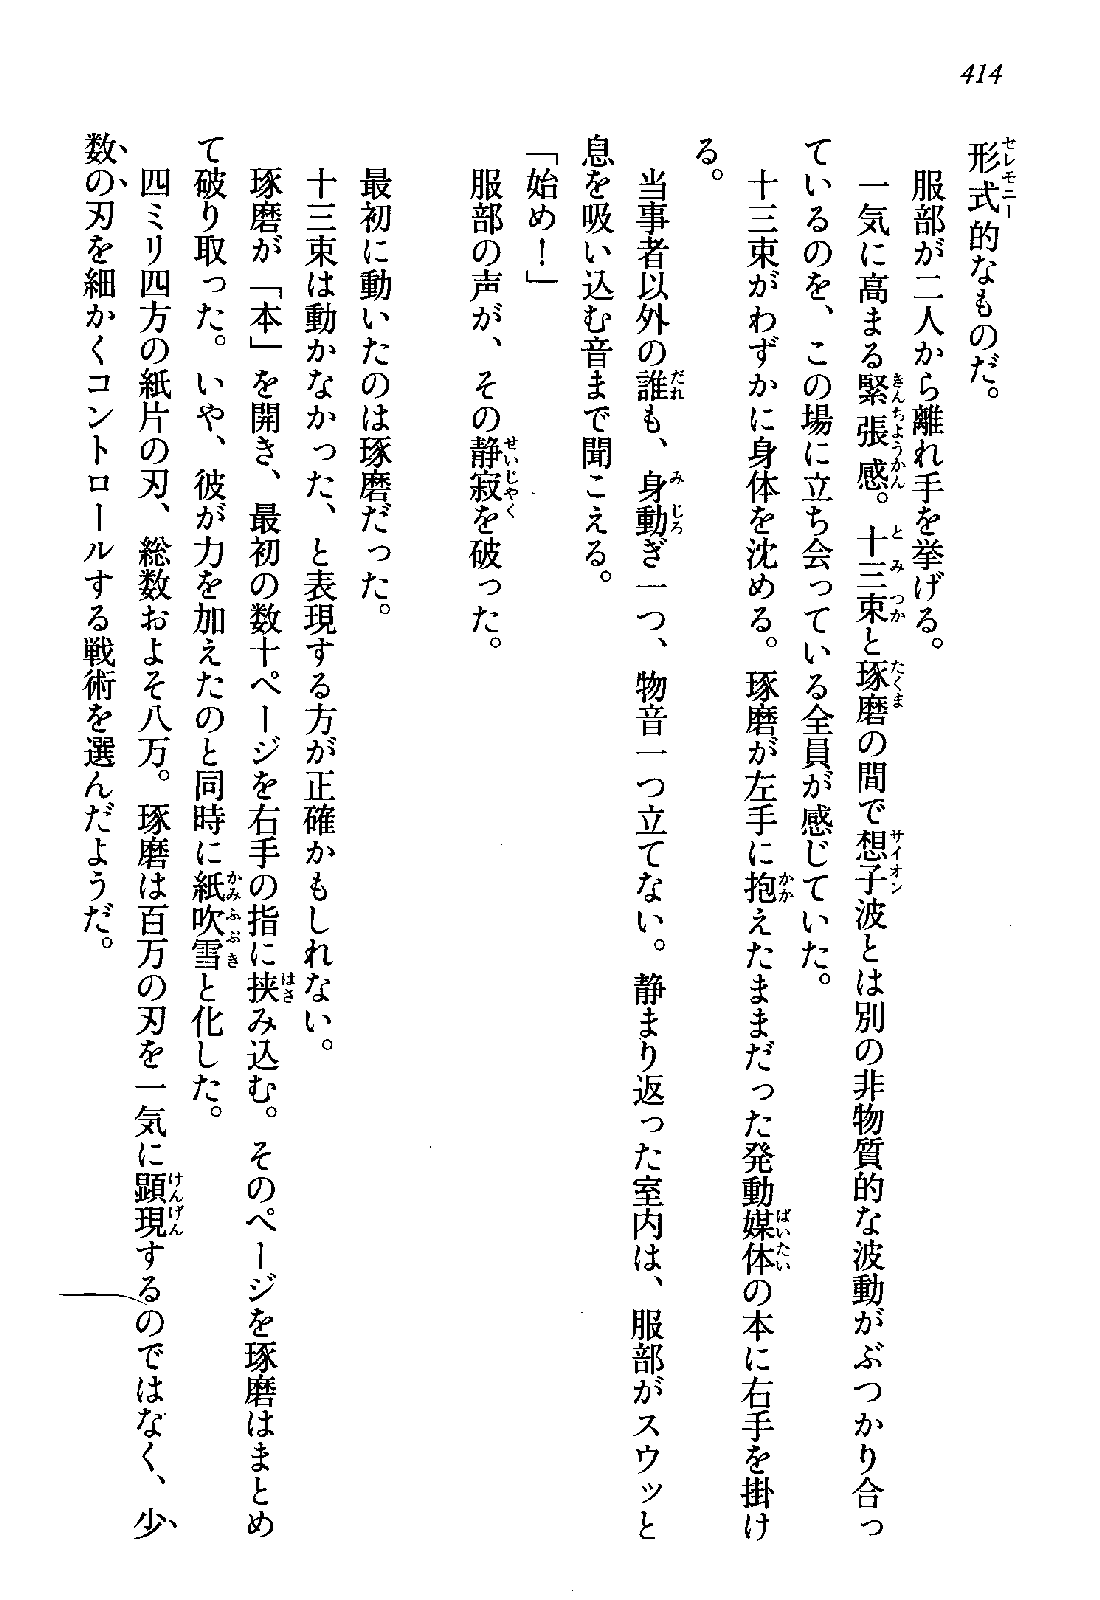 414
形式的なものだ。
服部が二人から離れ手を挙げる。
一気に高まる緊張感。十三束と琢磨の間で想子波とは別の非物質的な波動がぶつかり合っ
ているのを、この場に立ち会っている全員が感じていた。
十三束がわずかに身体を沈める。琢磨が左手に抱えたままだった発動媒体の本に右手を掛け
る。
当事者以外の誰も、身動ぎ一つ、物音一つ立てない。静まり返った室内は、服部がスウッと
息を吸い込む音まで聞こえる。
「始め！」
服部の声が、その静寂を破った。
最初に動いたのは琢磨だった。
十三束は動かなかった、と表現する方が正確かもしれない。
琢磨が「本」を開き、最初の数十ページを右手の指に挟み込む。そのページを琢磨はまとめ
て破り取った。いや、彼が力を加えたのと同時に紙吹雪と化した。
四ミリ四方の紙片の刃、総数およそ八万。琢磨は百万の刃を一気に顕現するのではなく、少
数の刃を細かくコントロールする戦術を選んだようだ。